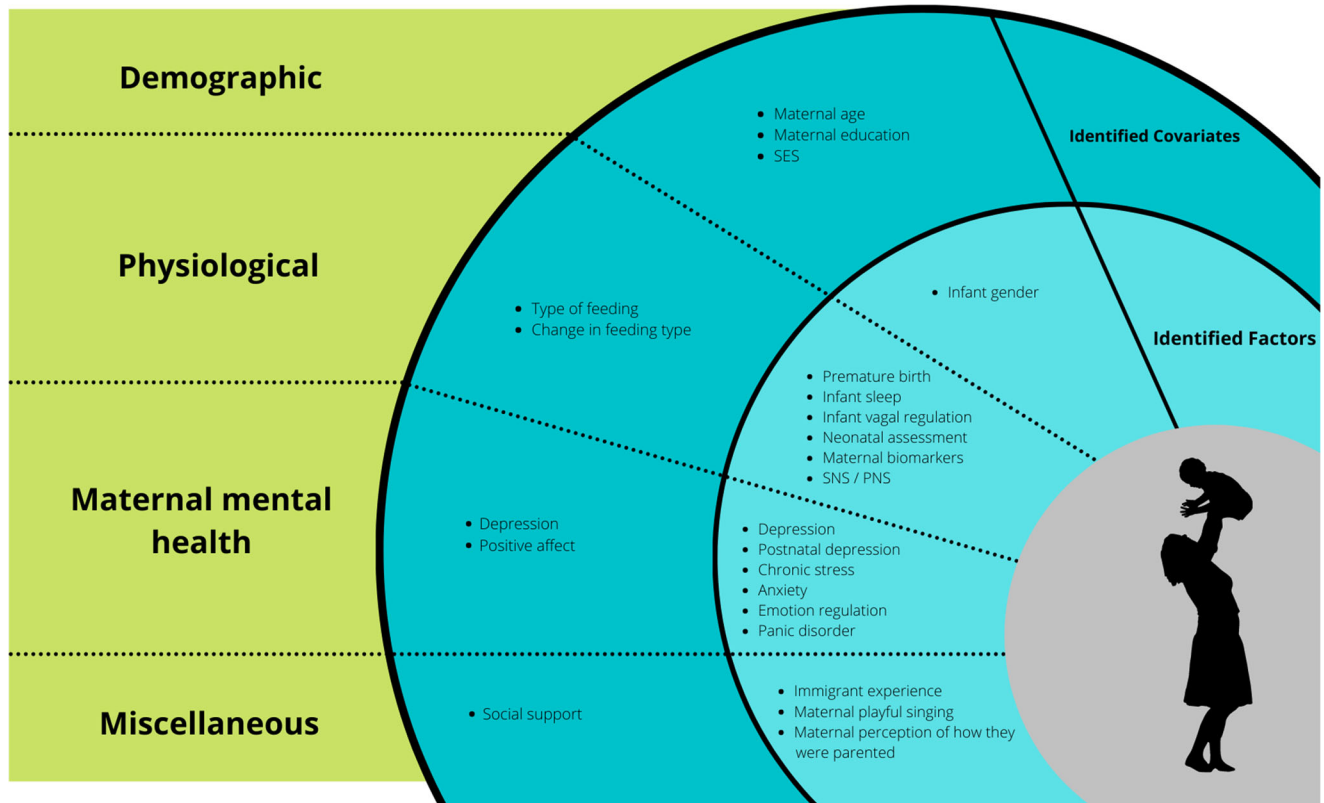 Demographic
• Maternal age
• Maternal education
• SES
Identified Covariates
Physiological
• Type of feeding
• Change in feeding type
• Infant gender
Identified Factors
• Premature birth
• Infant sleep
• Infant vagal regulation
• Neonatal assessment
• Maternal biomarkers
• SNS / PNS
Maternal mental
health
• Depression
• Positive affect
• Depression
• Postnatal depression
• Chronic stress
• Anxiety
• Emotion regulation
• Panic disorder
Miscellaneous
• Social support
• Immigrant experience
• Maternal playful singing
• Maternal perception of how they
were parented